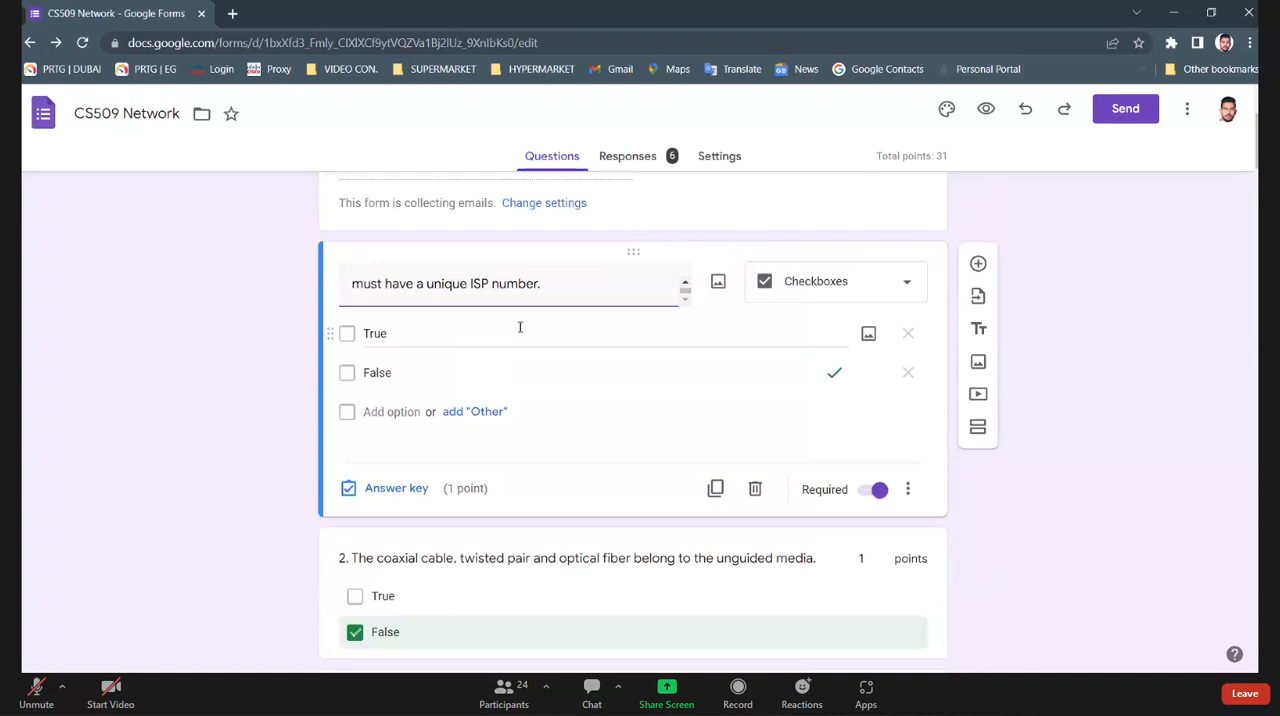 CS509 Network - Google Forms
docs.google.com/forms/d/1bxXfd3_Fmly_CIXlXCf9ytVQZVa1Bj2lUz_9XnIbKs0/edit
PRTG | DUBAI
PRTG | EG
Login
Proxy
VIDEO CON.
SUPERMARKET
HYPERMARKET
Gmail
Maps
Translate
News
Google Contacts
Personal Portal
Other bookmarks
CS509 Network
Send
Questions
Responses 6
Settings
Total points: 31
This form is collecting emails. Change settings
must have a unique ISP number.
Checkboxes
True
False
Add option or add "Other"
Answer key (1 point)
Required
2. The coaxial cable, twisted pair and optical fiber belong to the unguided media.
1 points
True
False
Unmute
Start Video
24
Participants
Chat
Share Screen
Record
Reactions
Apps
Leave